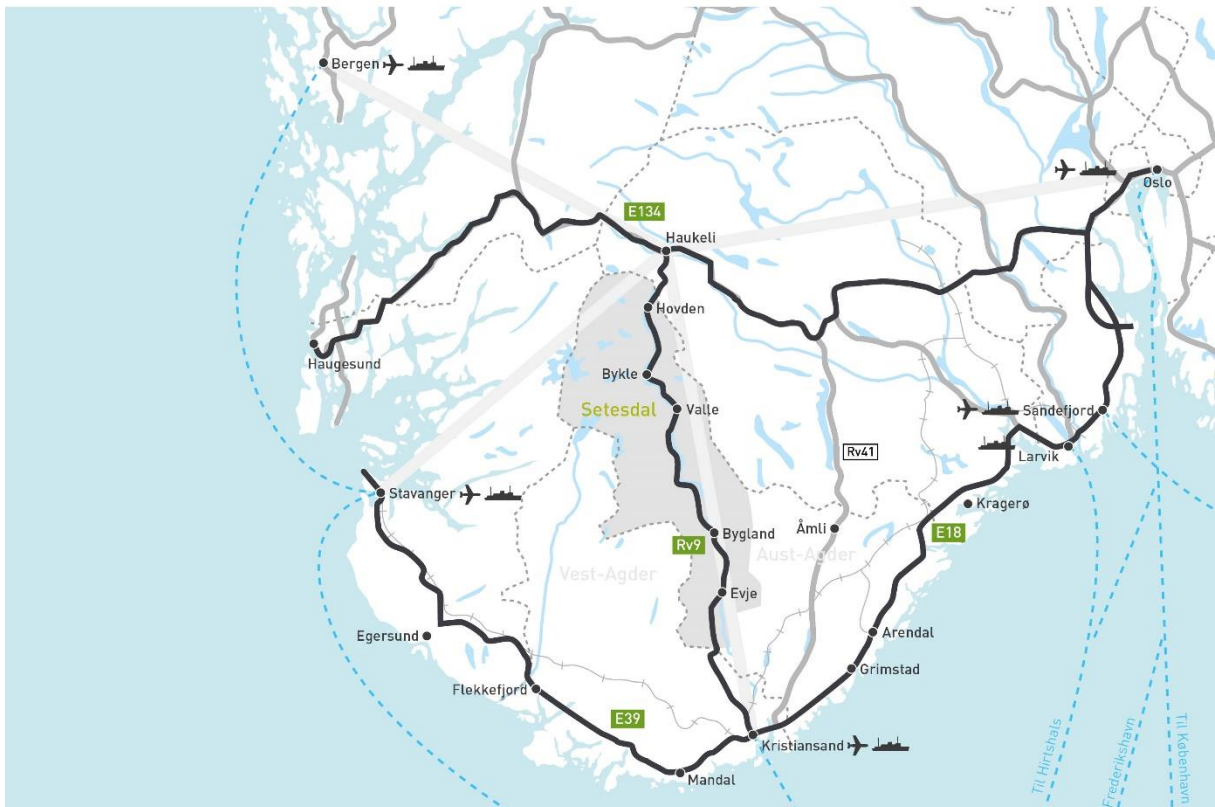 Bergen
Oslo
E134
Haukeli
Hovden
Haugesund
Bykle
Setesdal
Valle
Sandefjord
Rv41
Larvik
Stavanger
Kragerø
Bygland
Åmli
E18
Rv9
Aust-Agder
Vest-Agder
Evje
Egersund
Arendal
Grimstad
Flekkefjord
E39
Kristiansand
Mandal
Til Hirtshals
Frederikshavn
Til København